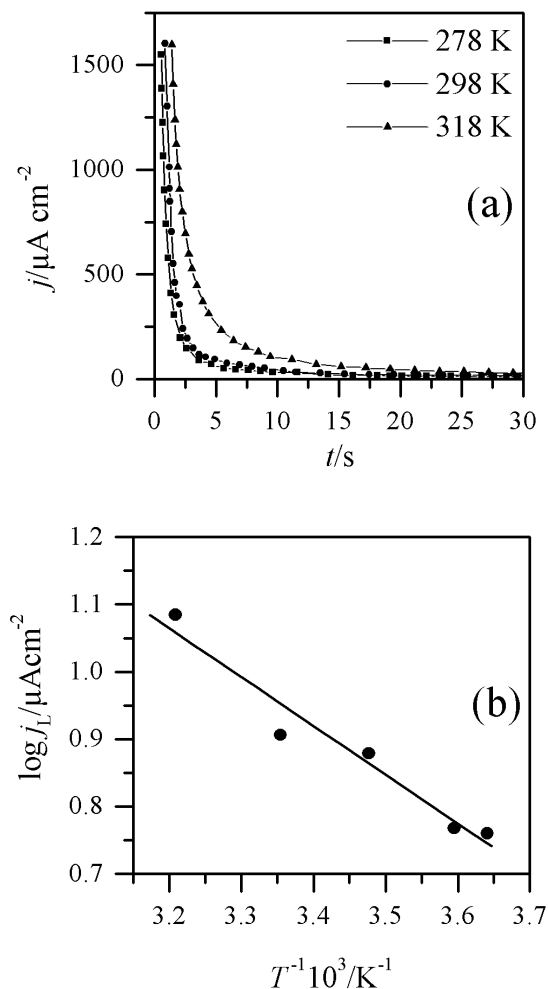 1500
1000
500
0
j/µA cm-2
278 K
298 K
318 K
(a)
0 5 10 15 20 25 30
t/s
1.2
1.1
1.0
0.9
0.8
0.7
log jL/µAcm-2
(b)
3.2 3.3 3.4 3.5 3.6 3.7
T-1103/K-1